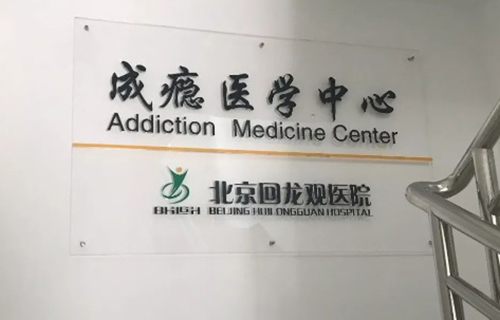 成瘾医学中心
Addiction Medicine Center
北京回龙观医院
BHLGH BEIJING HUILONGGUAN HOSPITAL